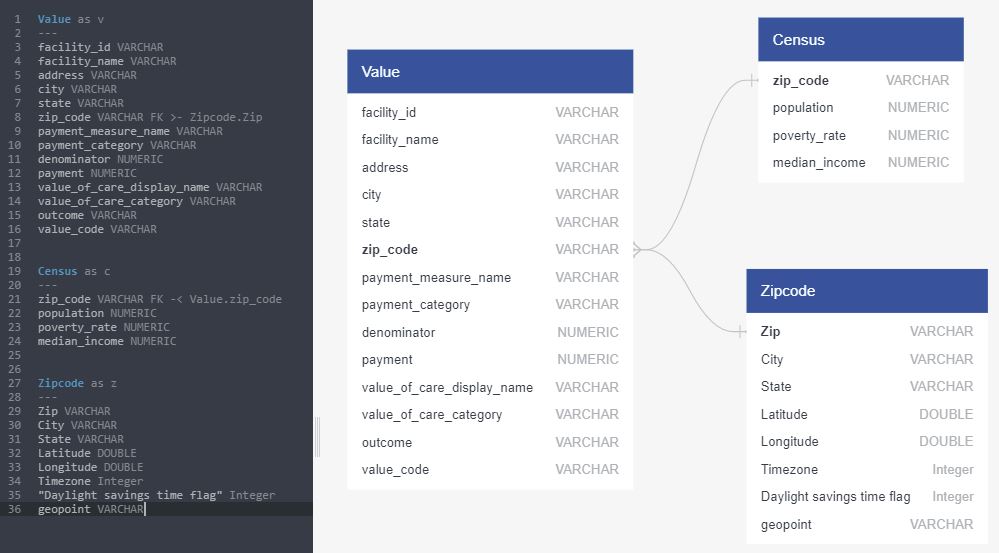 1 Value as v
2 ---
3 facility_id VARCHAR
4 facility_name VARCHAR
5 address VARCHAR
6 city VARCHAR
7 state VARCHAR
8 zip_code VARCHAR FK >- Zipcode.Zip
9 payment_measure_name VARCHAR
10 payment_category VARCHAR
11 denominator NUMERIC
12 payment NUMERIC
13 value_of_care_display_name VARCHAR
14 value_of_care_category VARCHAR
15 outcome VARCHAR
16 value_code VARCHAR
17
18
19 Census as c
20 ---
21 zip_code VARCHAR FK -< Value.zip_code
22 population NUMERIC
23 poverty_rate NUMERIC
24 median_income NUMERIC
25
26
27 Zipcode as z
28 ---
29 Zip VARCHAR
30 City VARCHAR
31 State VARCHAR
32 Latitude DOUBLE
33 Longitude DOUBLE
34 Timezone Integer
35 "Daylight savings time flag" Integer
36 geopoint VARCHAR
Value
facility_id VARCHAR
facility_name VARCHAR
address VARCHAR
city VARCHAR
state VARCHAR
zip_code VARCHAR
payment_measure_name VARCHAR
payment_category VARCHAR
denominator NUMERIC
payment NUMERIC
value_of_care_display_name VARCHAR
value_of_care_category VARCHAR
outcome VARCHAR
value_code VARCHAR
Census
zip_code VARCHAR
population NUMERIC
poverty_rate NUMERIC
median_income NUMERIC
Zipcode
Zip VARCHAR
City VARCHAR
State VARCHAR
Latitude DOUBLE
Longitude DOUBLE
Timezone Integer
Daylight savings time flag Integer
geopoint VARCHAR